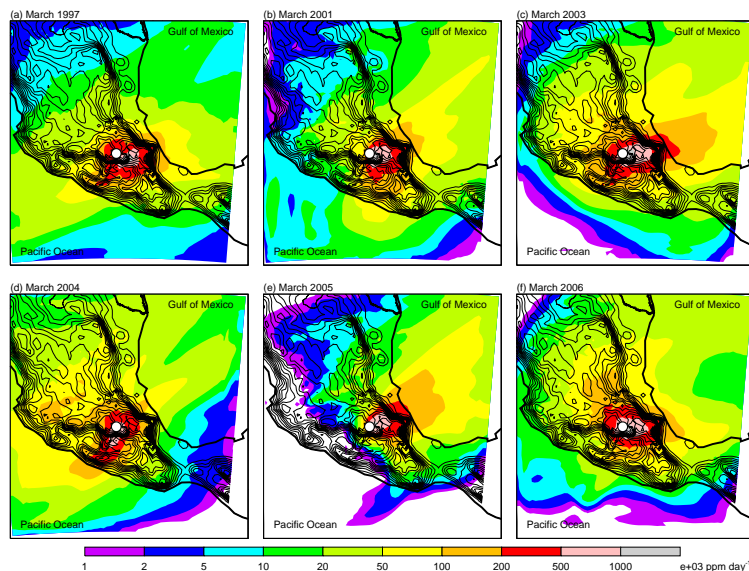 (a) March 1997
Gulf of Mexico
Pacific Ocean
(b) March 2001
Gulf of Mexico
Pacific Ocean
(c) March 2003
Gulf of Mexico
Pacific Ocean
(d) March 2004
Gulf of Mexico
Pacific Ocean
(e) March 2005
Gulf of Mexico
Pacific Ocean
(f) March 2006
Gulf of Mexico
Pacific Ocean
1 2 5 10 20 50 100 200 500 1000 e+03 ppm day⁻¹